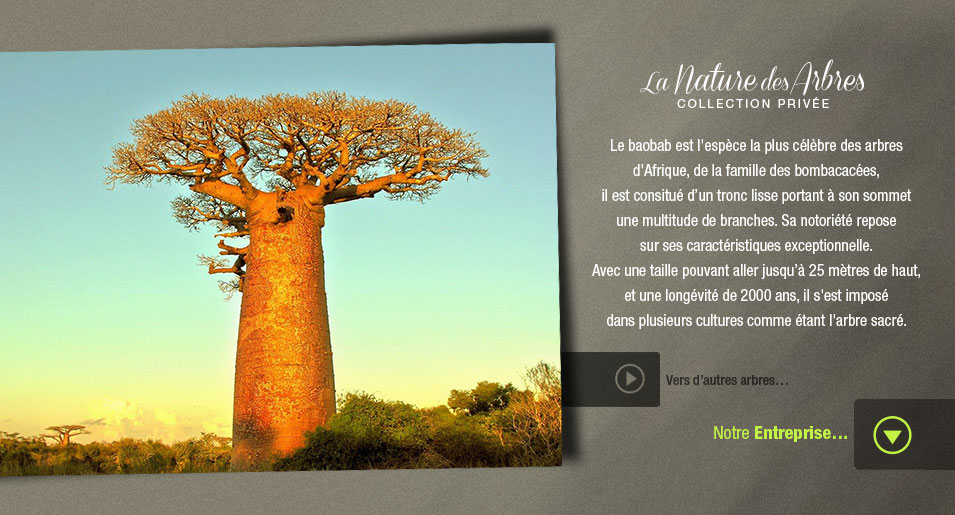 La Nature des Arbres
COLLECTION PRIVÉE
Le baobab est l'espèce la plus célèbre des arbres
d'Afrique, de la famille des bombacacées,
il est consitué d’un tronc lisse portant à son sommet
une multitude de branches. Sa notoriété repose
sur ses caractéristiques exceptionnelle.
Avec une taille pouvant aller jusqu’à 25 mètres de haut,
et une longévité de 2000 ans, il s'est imposé
dans plusieurs cultures comme étant l'arbre sacré.
Vers d’autres arbres...
Notre Entreprise...